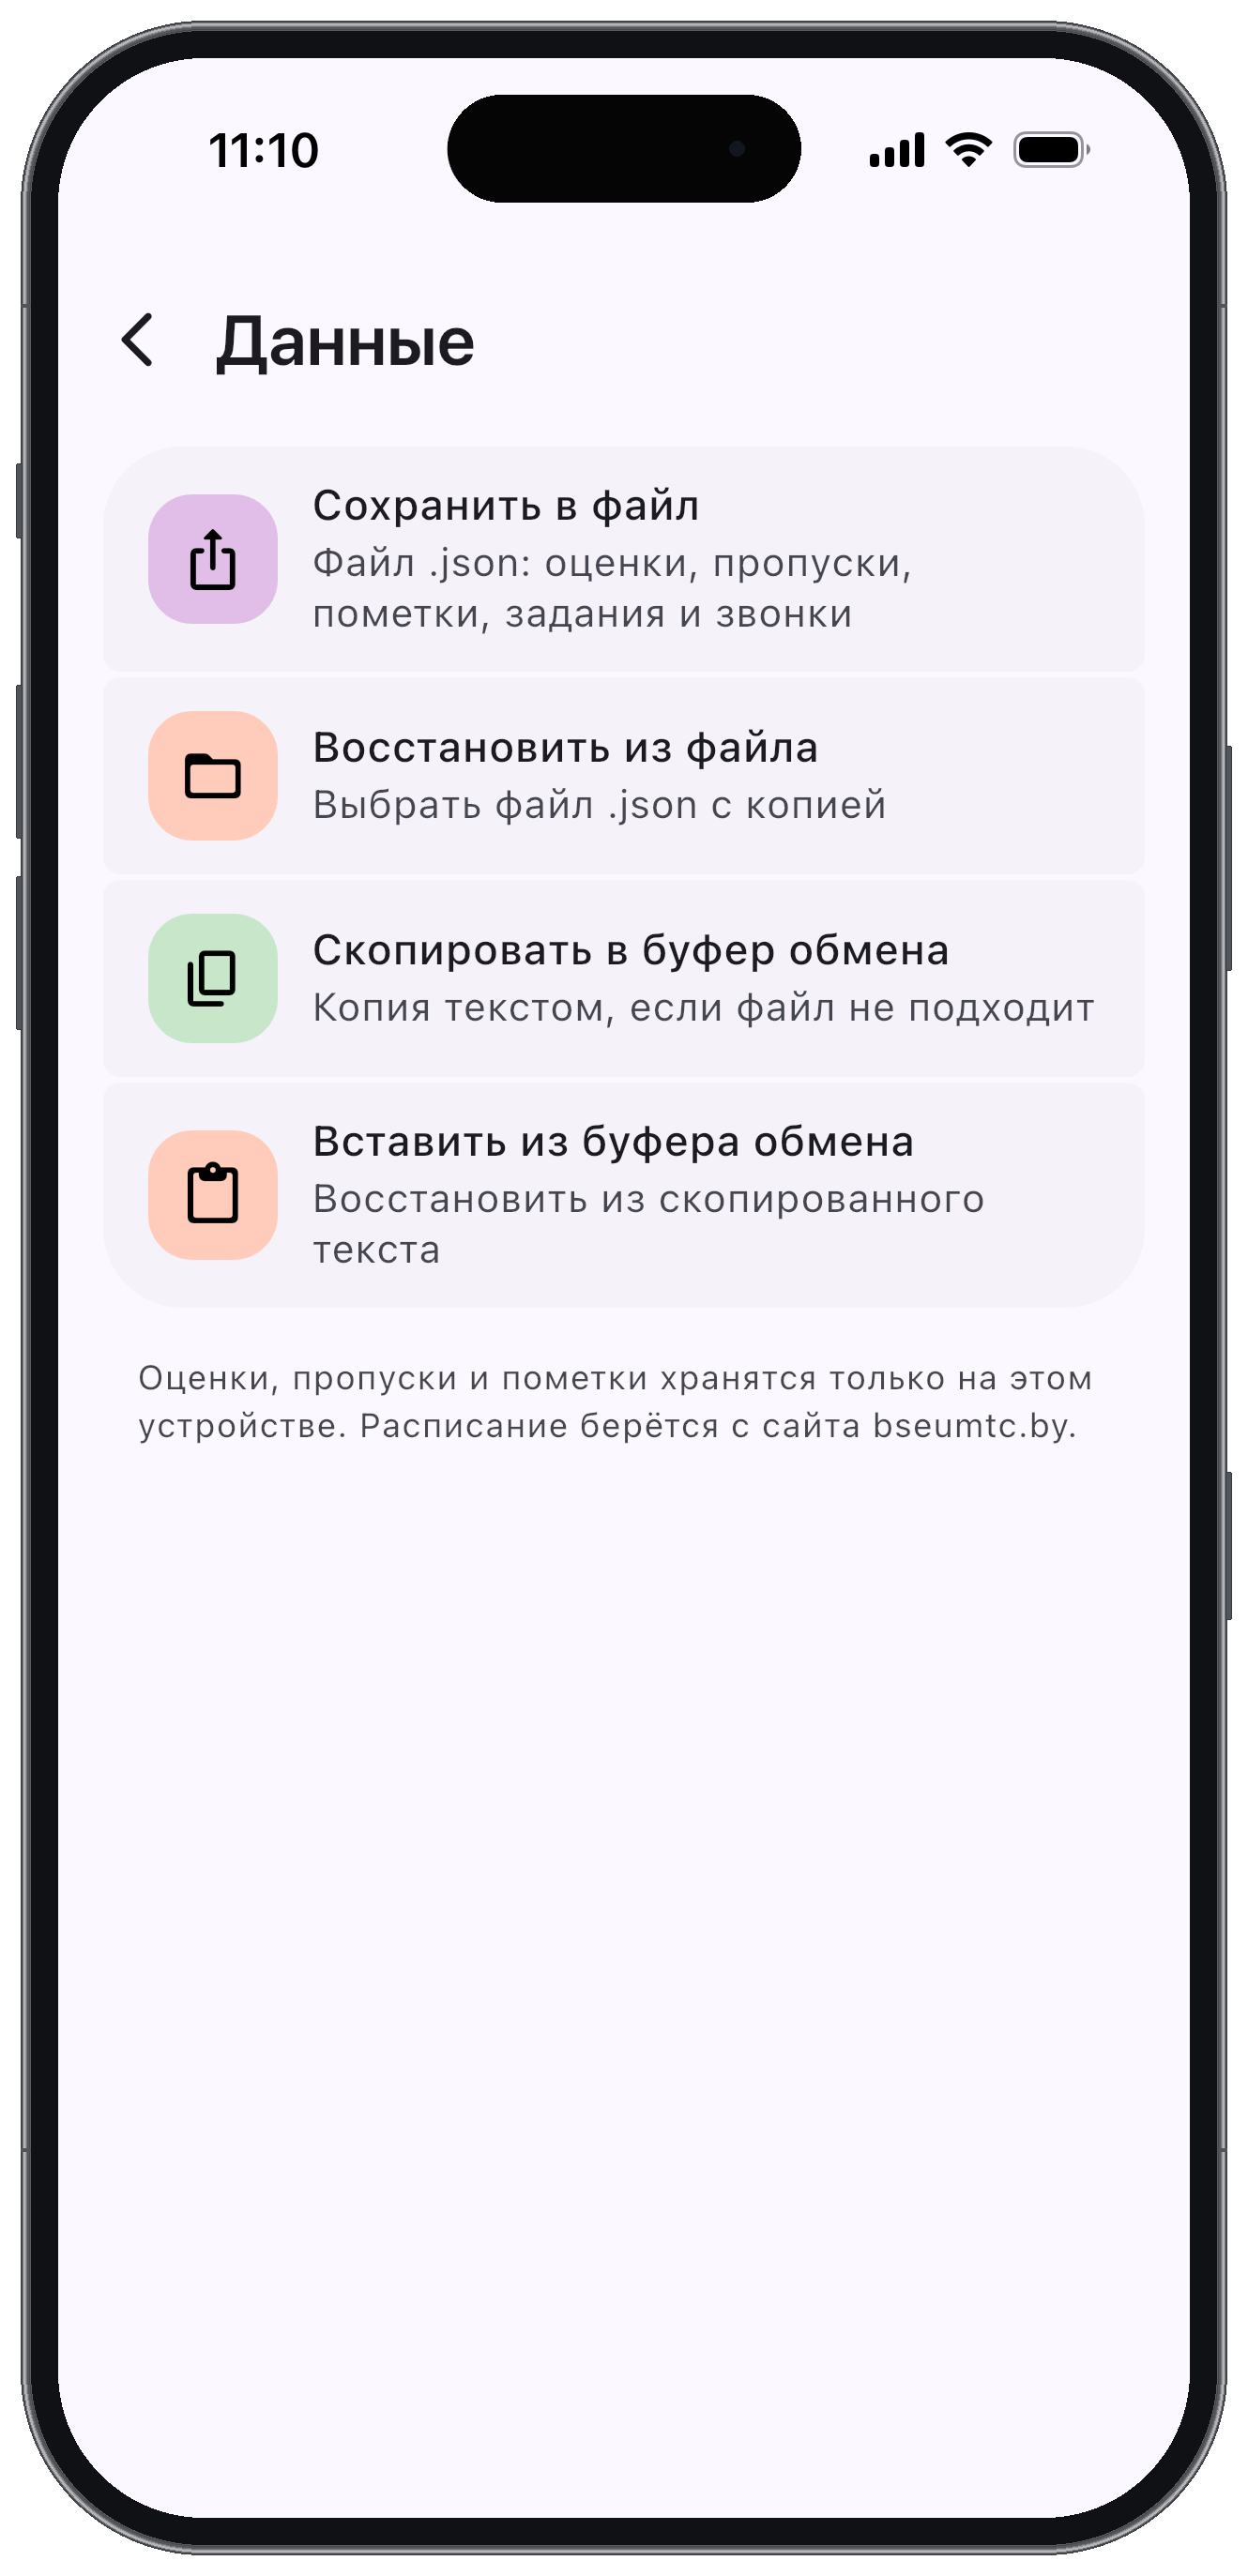 11:10
Данные
Сохранить в файл
Файл .json: оценки, пропуски,
пометки, задания и звонки
Восстановить из файла
Выбрать файл .json с копией
Скопировать в буфер обмена
Копия текстом, если файл не подходит
Вставить из буфера обмена
Восстановить из скопированного
текста
Оценки, пропуски и пометки хранятся только на этом
устройстве. Расписание берётся с сайта bseumtc.by.